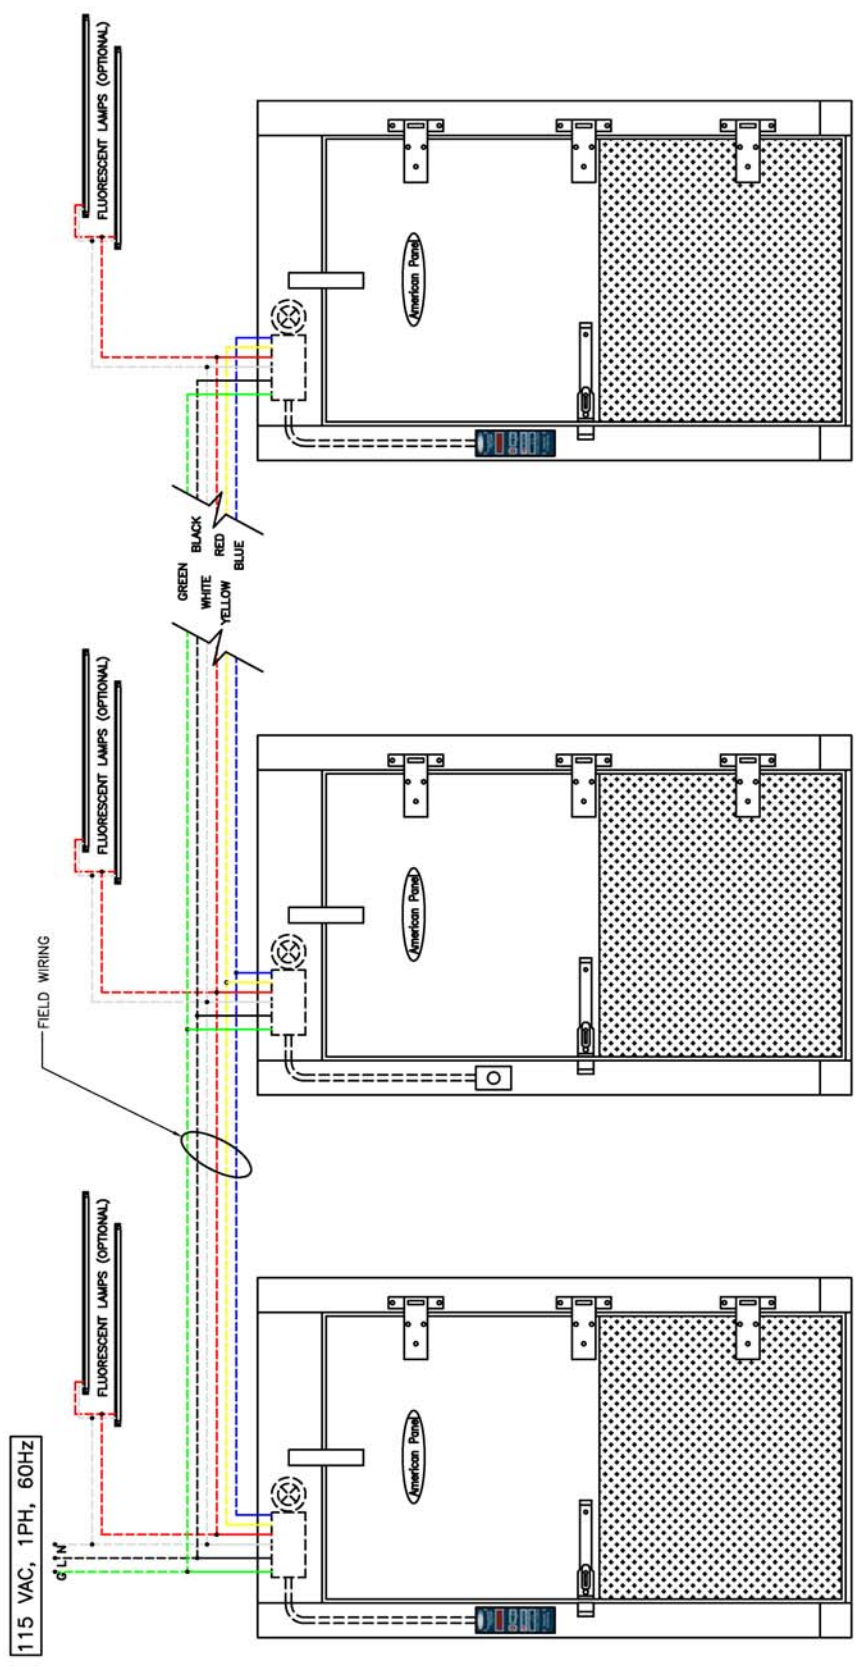 115 VAC, 1PH, 60Hz
G L N
FLUORESCENT LAMPS (OPTIONAL)
FIELD WIRING
FLUORESCENT LAMPS (OPTIONAL)
FLUORESCENT LAMPS (OPTIONAL)
GREEN
BLACK
WHITE
RED
YELLOW
BLUE
American Panel
American Panel
American Panel